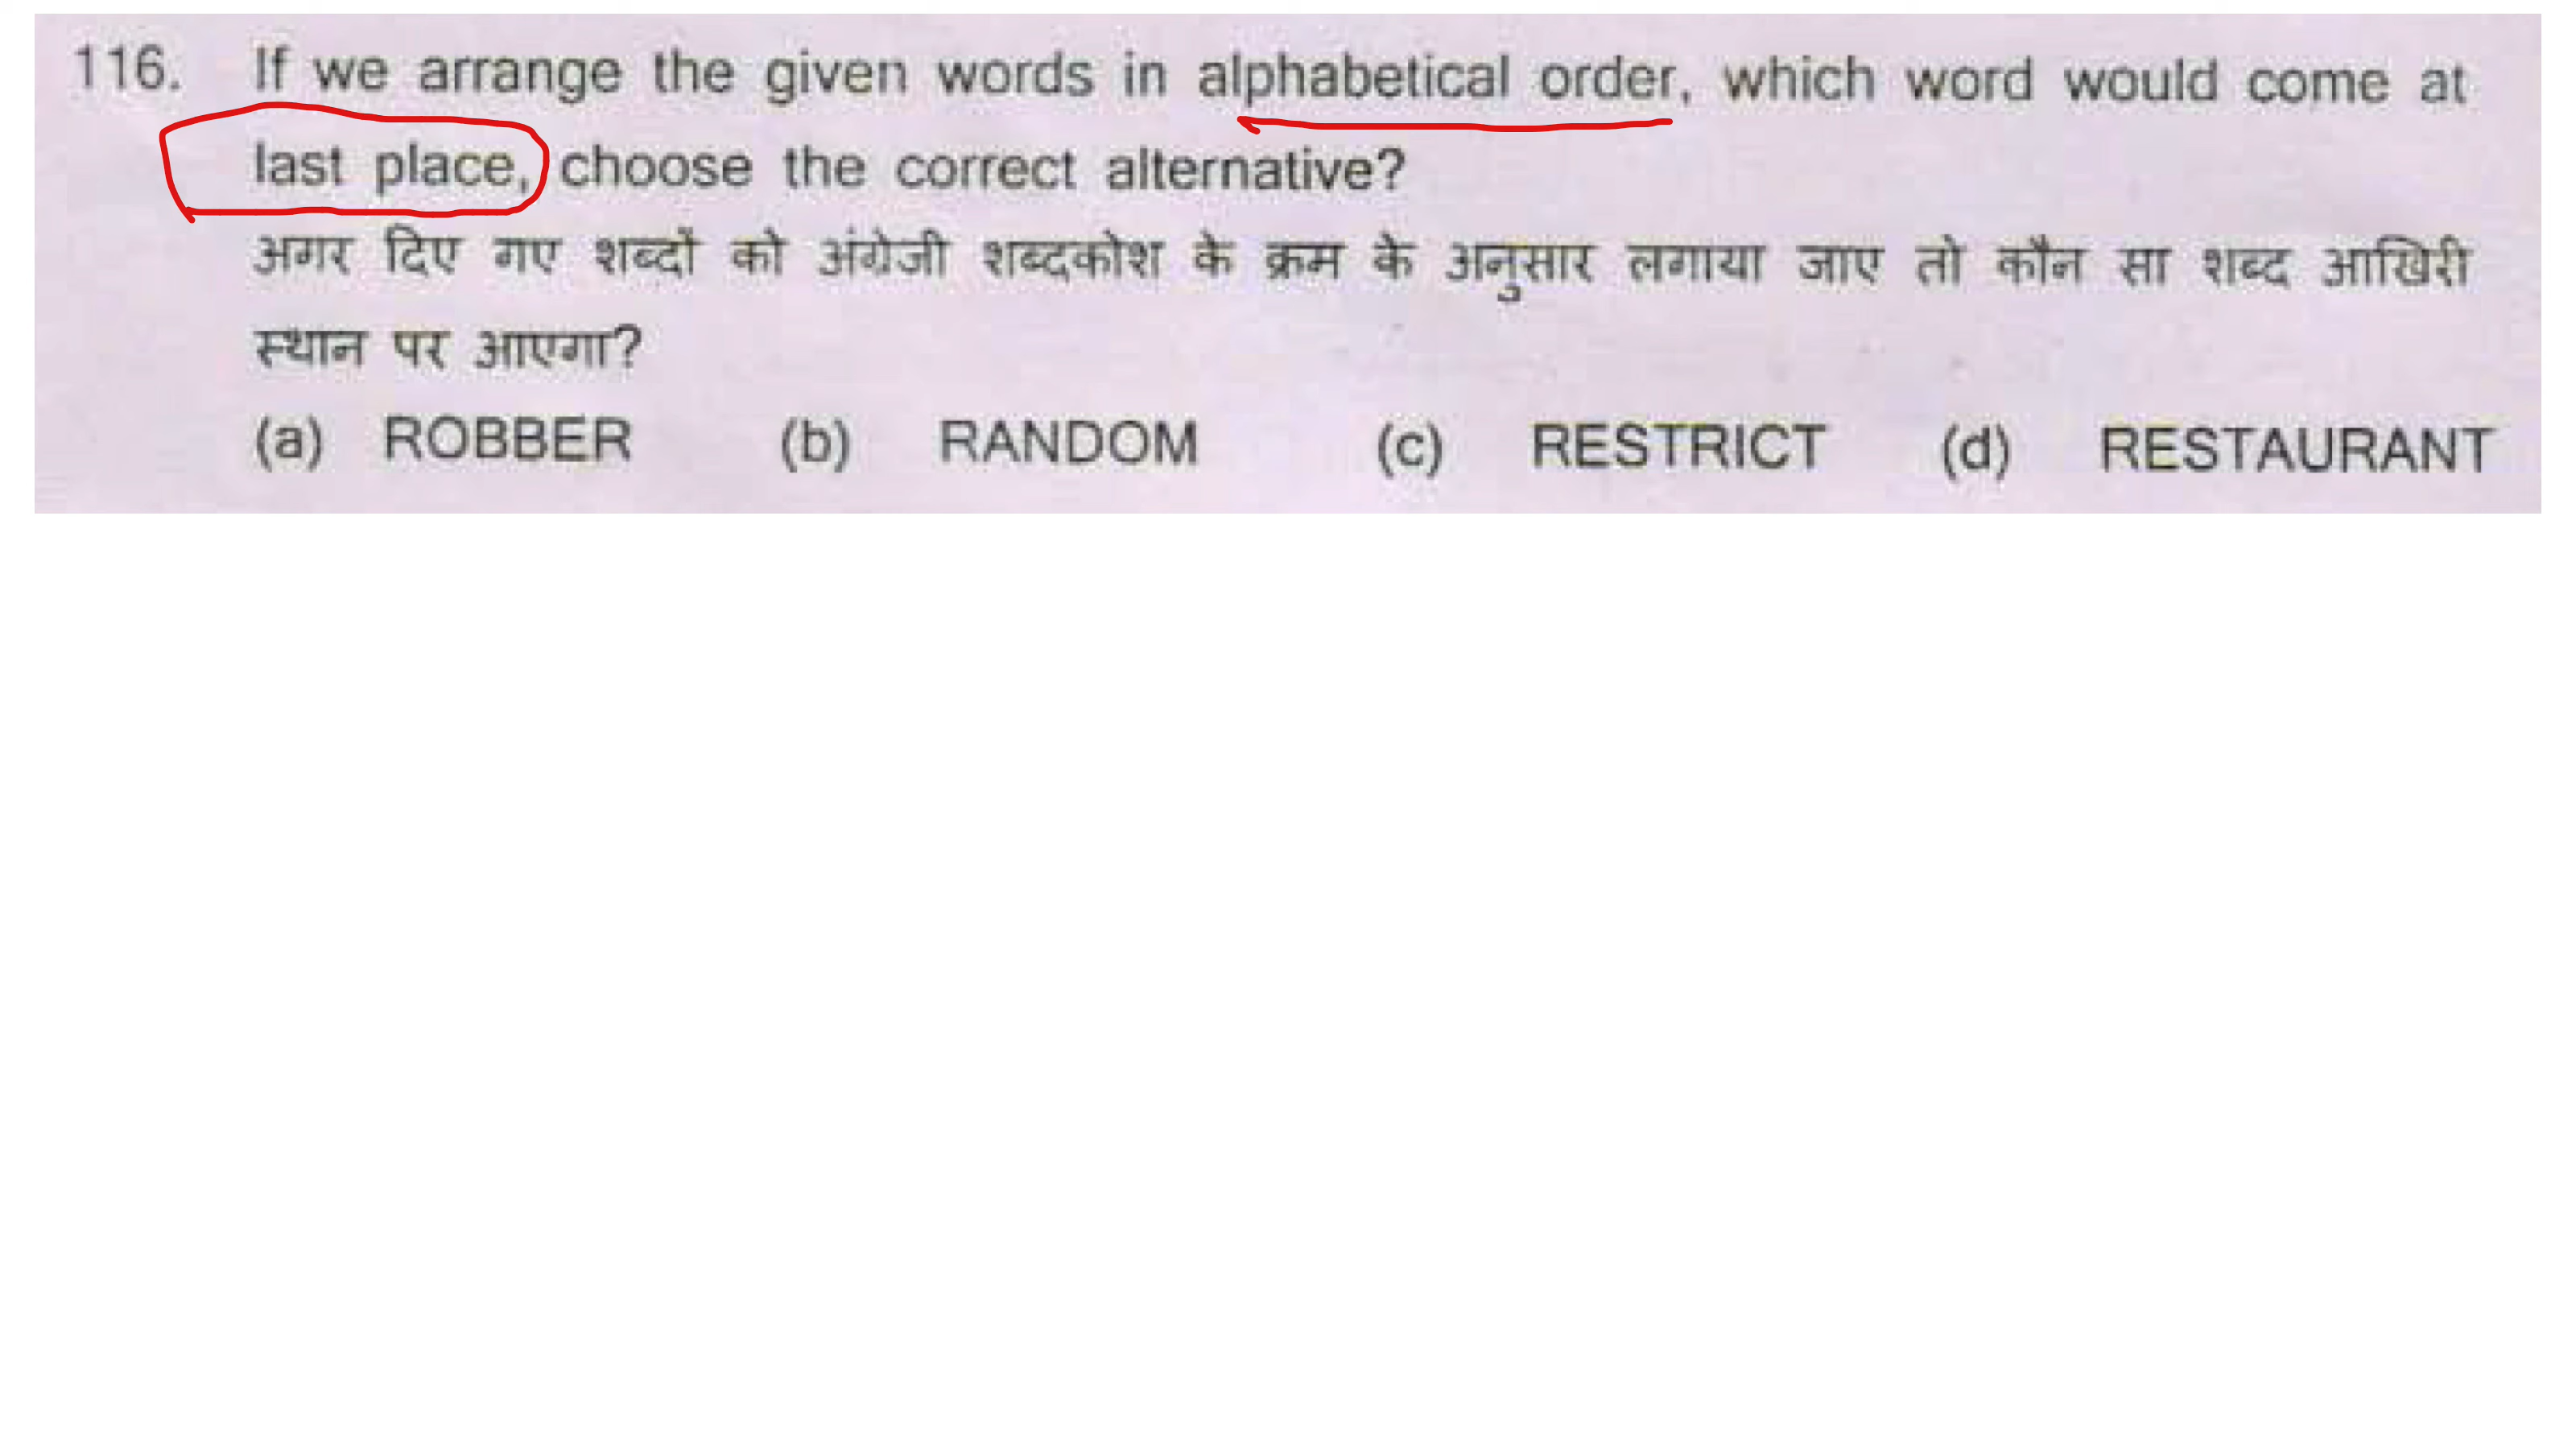 116. If we arrange the given words in alphabetical order, which word would come at
last place, choose the correct alternative?
अगर दिए गए शब्दों को अंग्रेजी शब्दकोश के क्रम के अनुसार लगाया जाए तो कौन सा शब्द आखिरी
स्थान पर आएगा?
(a) ROBBER (b) RANDOM (c) RESTRICT (d) RESTAURANT